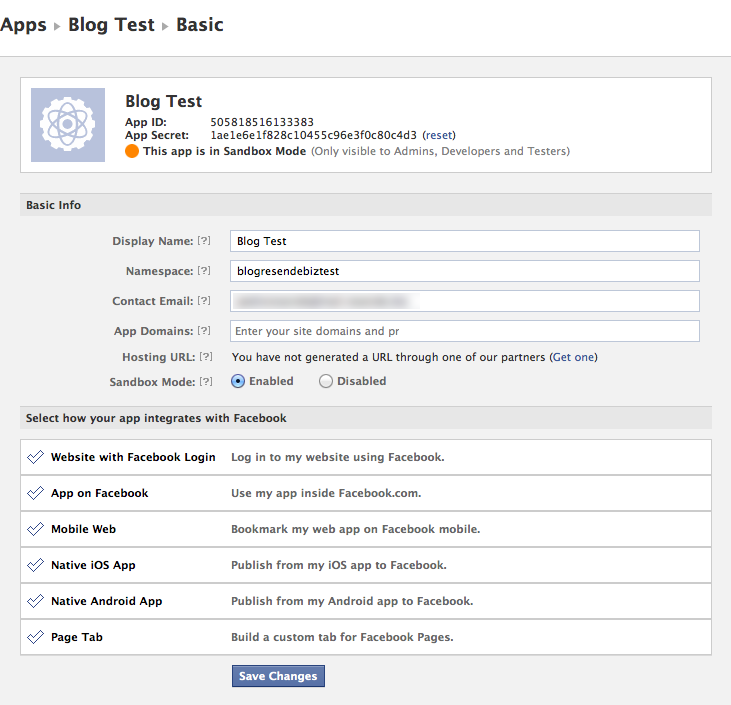 Apps ▸ Blog Test ▸ Basic
Blog Test
App ID: 505818516133383
App Secret: 1ae1e6e1f828c10455c96e3f0c80c4d3 (reset)
This app is in Sandbox Mode (Only visible to Admins, Developers and Testers)
Basic Info
Display Name: [?] Blog Test
Namespace: [?] blogresendebiztest
Contact Email: [?]
App Domains: [?] Enter your site domains and pr
Hosting URL: [?] You have not generated a URL through one of our partners (Get one)
Sandbox Mode: [?] Enabled Disabled
Select how your app integrates with Facebook
Website with Facebook Login Log in to my website using Facebook.
App on Facebook Use my app inside Facebook.com.
Mobile Web Bookmark my web app on Facebook mobile.
Native iOS App Publish from my iOS app to Facebook.
Native Android App Publish from my Android app to Facebook.
Page Tab Build a custom tab for Facebook Pages.
Save Changes